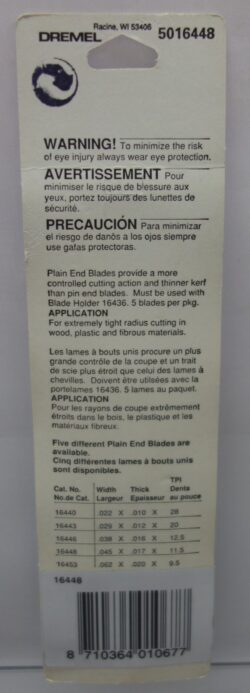 Racine, WI 53406
DREMEL 5016448
WARNING! To minimize the risk
of eye injury always wear eye protection.
AVERTISSEMENT Pour
minimiser le risque de blessure aux
yeux, portez toujours des lunettes de
sécurité.
PRECAUCIÓN Para minimizar
el riesgo de danõs a los ojos siempre
use gafas protectoras.
Plain End Blades provide a more
controlled cutting action and thinner kerf
than pin end blades. Must be used with
Blade Holder 16436. 5 blades per pkg.
APPLICATION
For extremely tight radius cutting in
wood, plastic and fibrous materials.
Les lames à bouts unis procure un plus
grande contrôle de la coupe et un trait
de scie plus étroit que celui des lames à
chevilles. Doivent être utilisées avec la
portelames 16436. 5 lames au paquet.
APPLICATION
Pour les rayons de coupe extrêmement
étroits dans le bois, le plastique et les
matériaux fibreux.
Five different Plain End Blades are
available.
Cinq différentes lames à bouts unis
sont disponibles.
Cat. No. Width Thick TPI
No. de Cat. Largeur Epaisseur Dents au pouce
16440 .022 X .010 X 28
16443 .029 X .012 X 20
16446 .038 X .016 X 12.5
16448 .045 X .017 X 11.5
16453 .062 X .020 X 9.5
16448
8 710364 010677